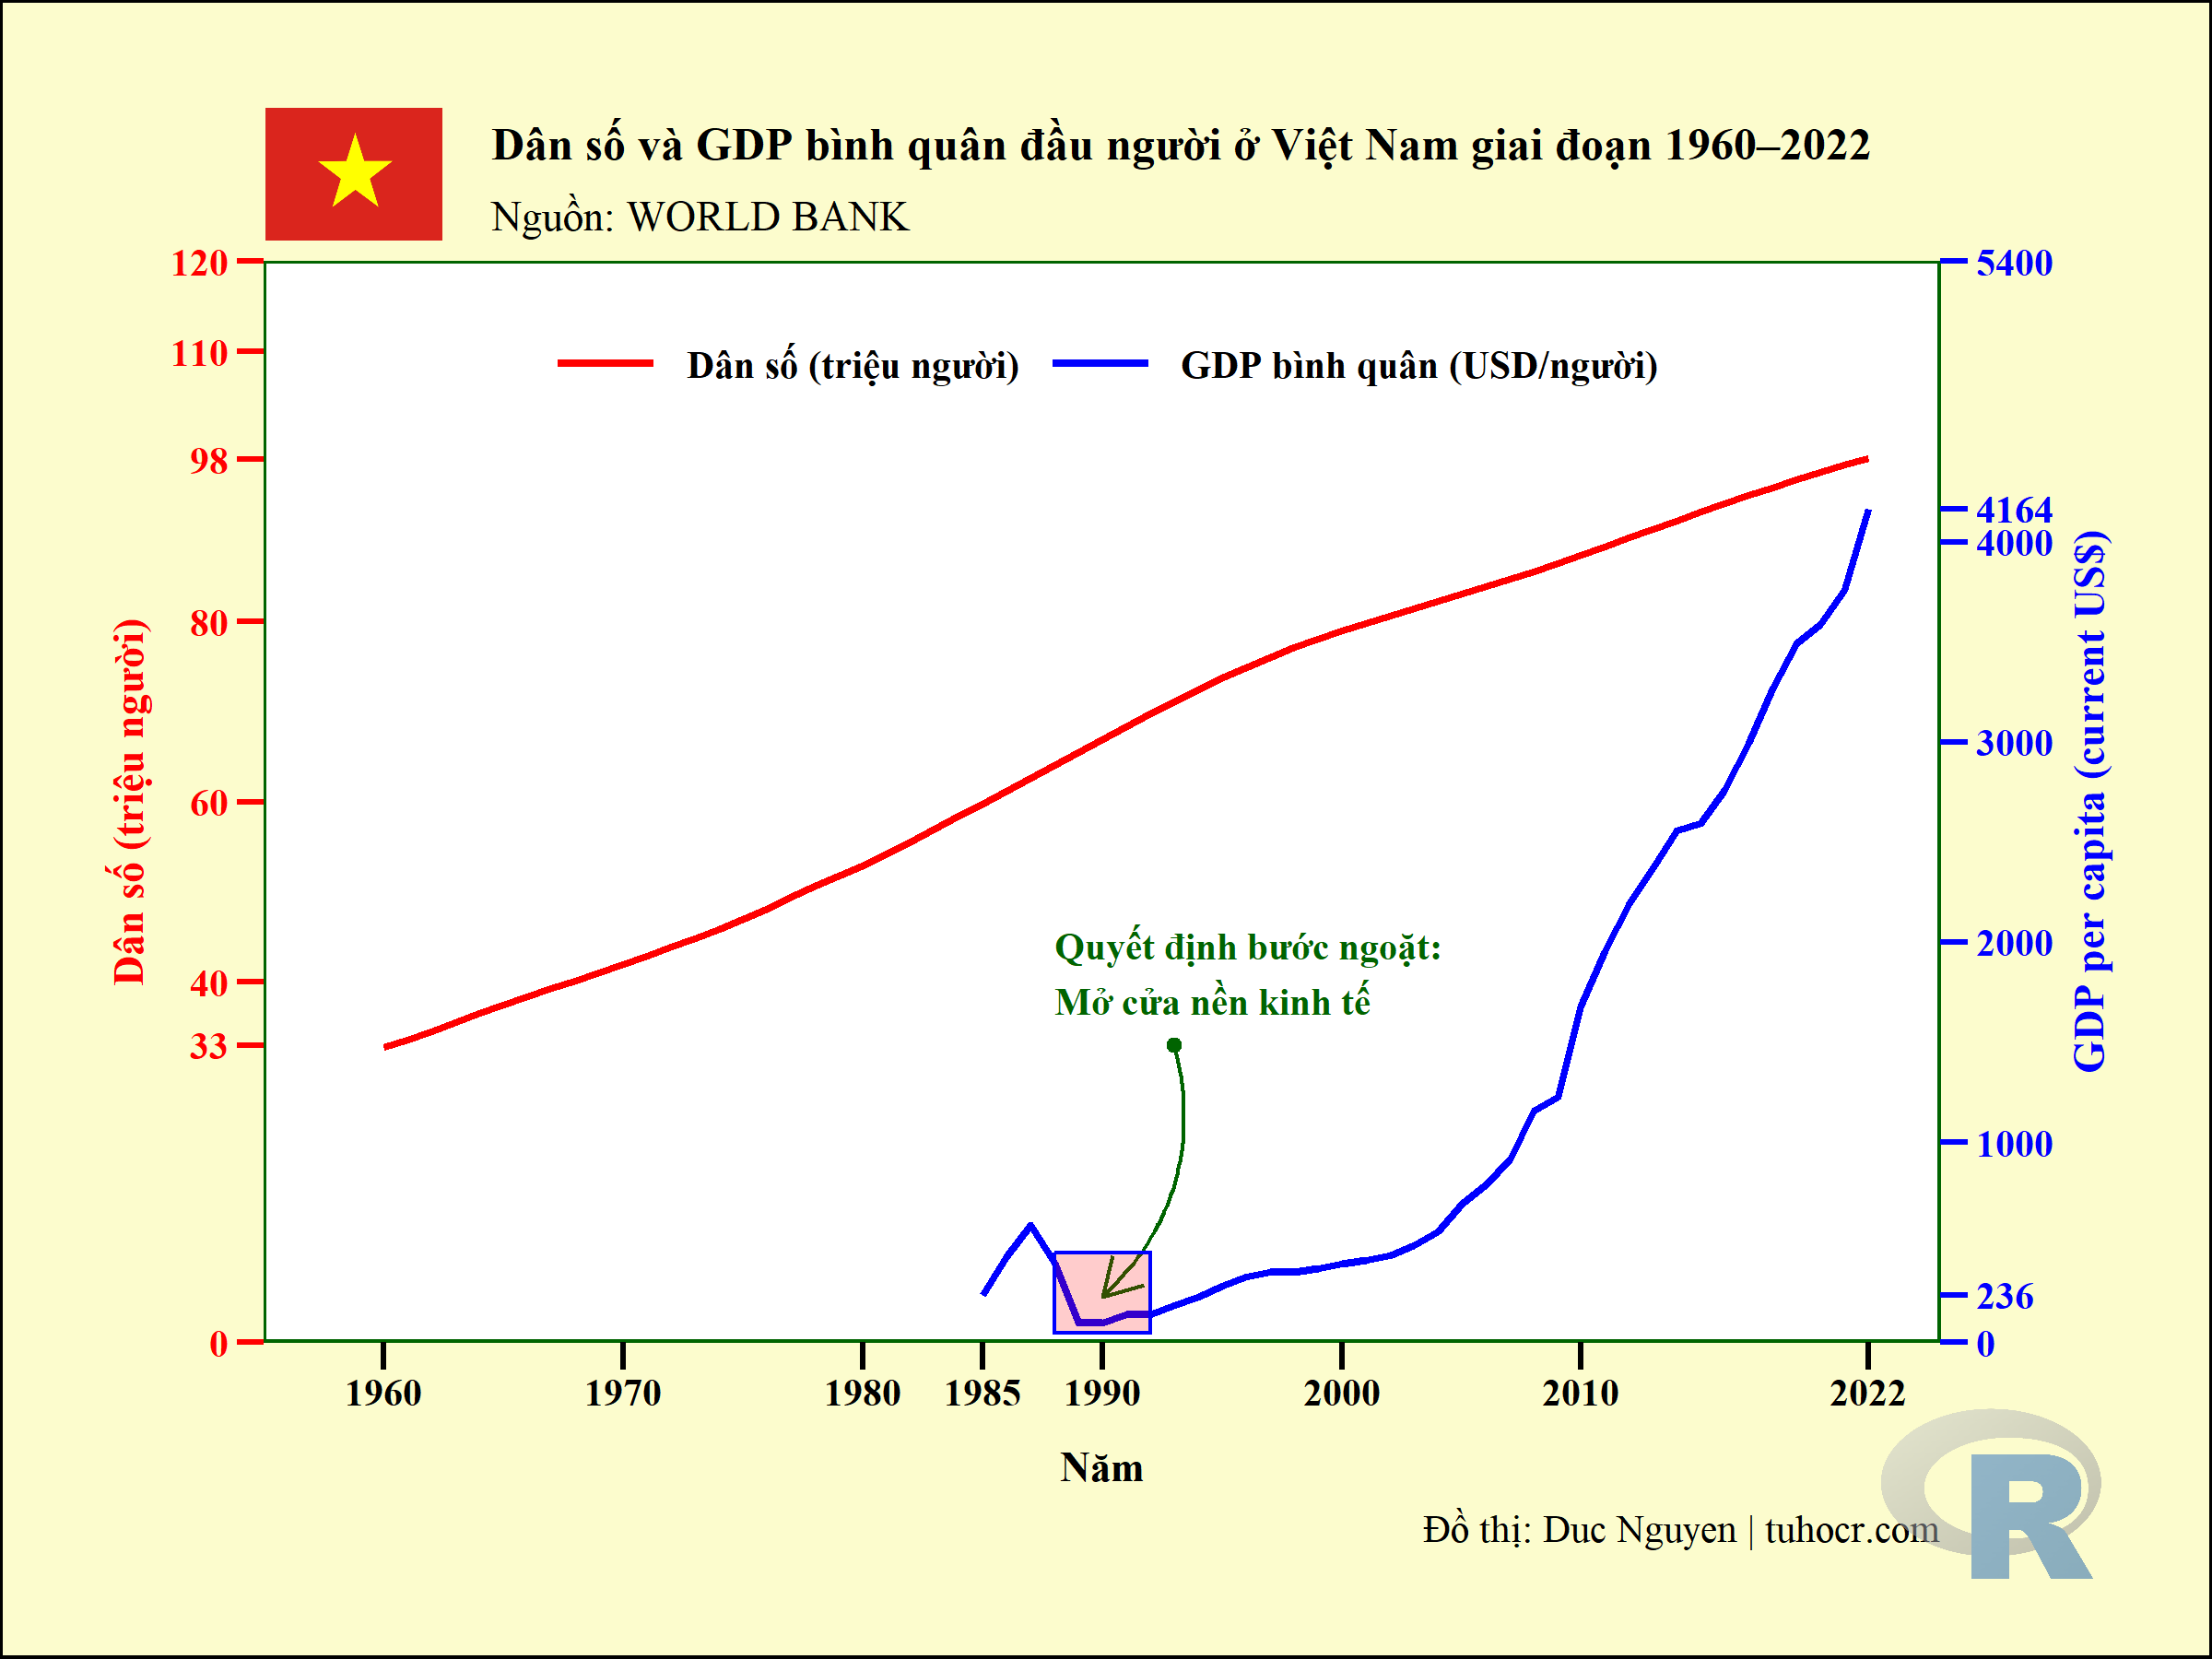 Dân số và GDP bình quân đầu người ở Việt Nam giai đoạn 1960–2022
Nguồn: WORLD BANK
120
110
98
80
60
40
33
0
Dân số (triệu người)
Dân số (triệu người)
GDP bình quân (USD/người)
Quyết định bước ngoặt:
Mở cửa nền kinh tế
5400
4164
4000
3000
2000
1000
236
0
GDP per capita (current US$)
1960
1970
1980
1985
1990
2000
2010
2022
Năm
Đồ thị: Duc Nguyen | tuhocr.com
R